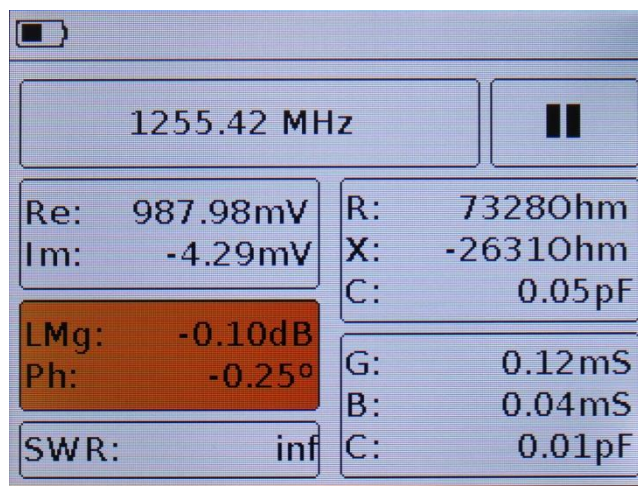 1255.42 MHz
Re: 987.98mV
Im: -4.29mV
LMg: -0.10dB
Ph: -0.25º
SWR: inf
R: 7328Ohm
X: -2631Ohm
C: 0.05pF
G: 0.12mS
B: 0.04mS
C: 0.01pF